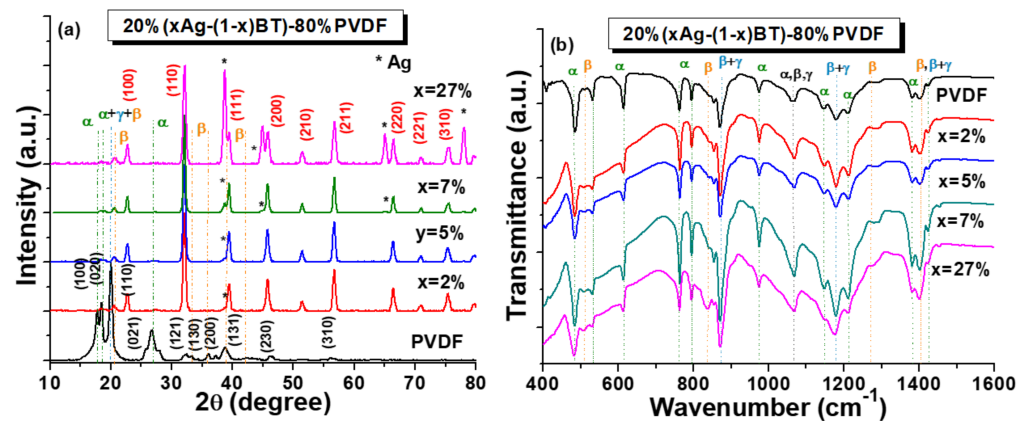 (a)
20% (xAg-(1-x)BT)-80% PVDF
* Ag
x=27%
(100)
(110)
*
(111)
(200)
(210)
(211)
*
(220)
(221)
(310)
*
α
α+γ+β
β
α
β
β
*
x=7%
*
*
*
y=5%
*
x=2%
*
(100)
(020)
(110)
(021)
(121)
(130)
(200)
(131)
(230)
(310)
PVDF
Intensity (a.u.)
10 20 30 40 50 60 70 80
2θ (degree)
(b)
20% (xAg-(1-x)BT)-80% PVDF
α
β
α
α
β
β+γ
α
α,β,γ
α
β+γ
α
β
α
β, β+γ
PVDF
x=2%
x=5%
x=7%
x=27%
Transmittance (a.u.)
400 600 800 1000 1200 1400 1600
Wavenumber (cm-1)